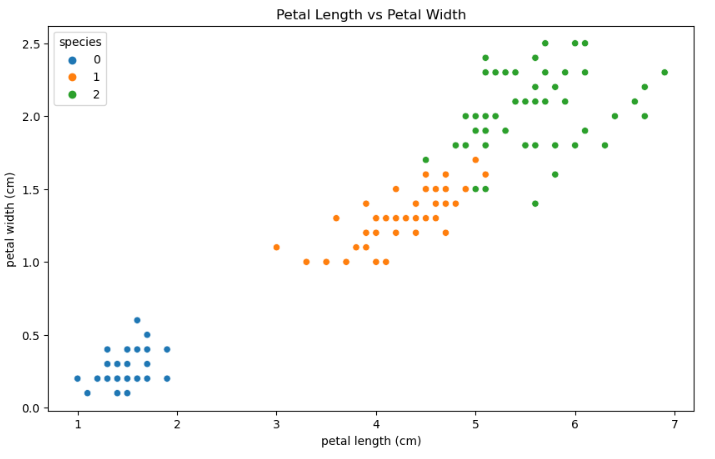 Petal Length vs Petal Width
species
0
1
2
2.5
2.0
1.5
1.0
0.5
0.0
petal width (cm)
1 2 3 4 5 6 7
petal length (cm)